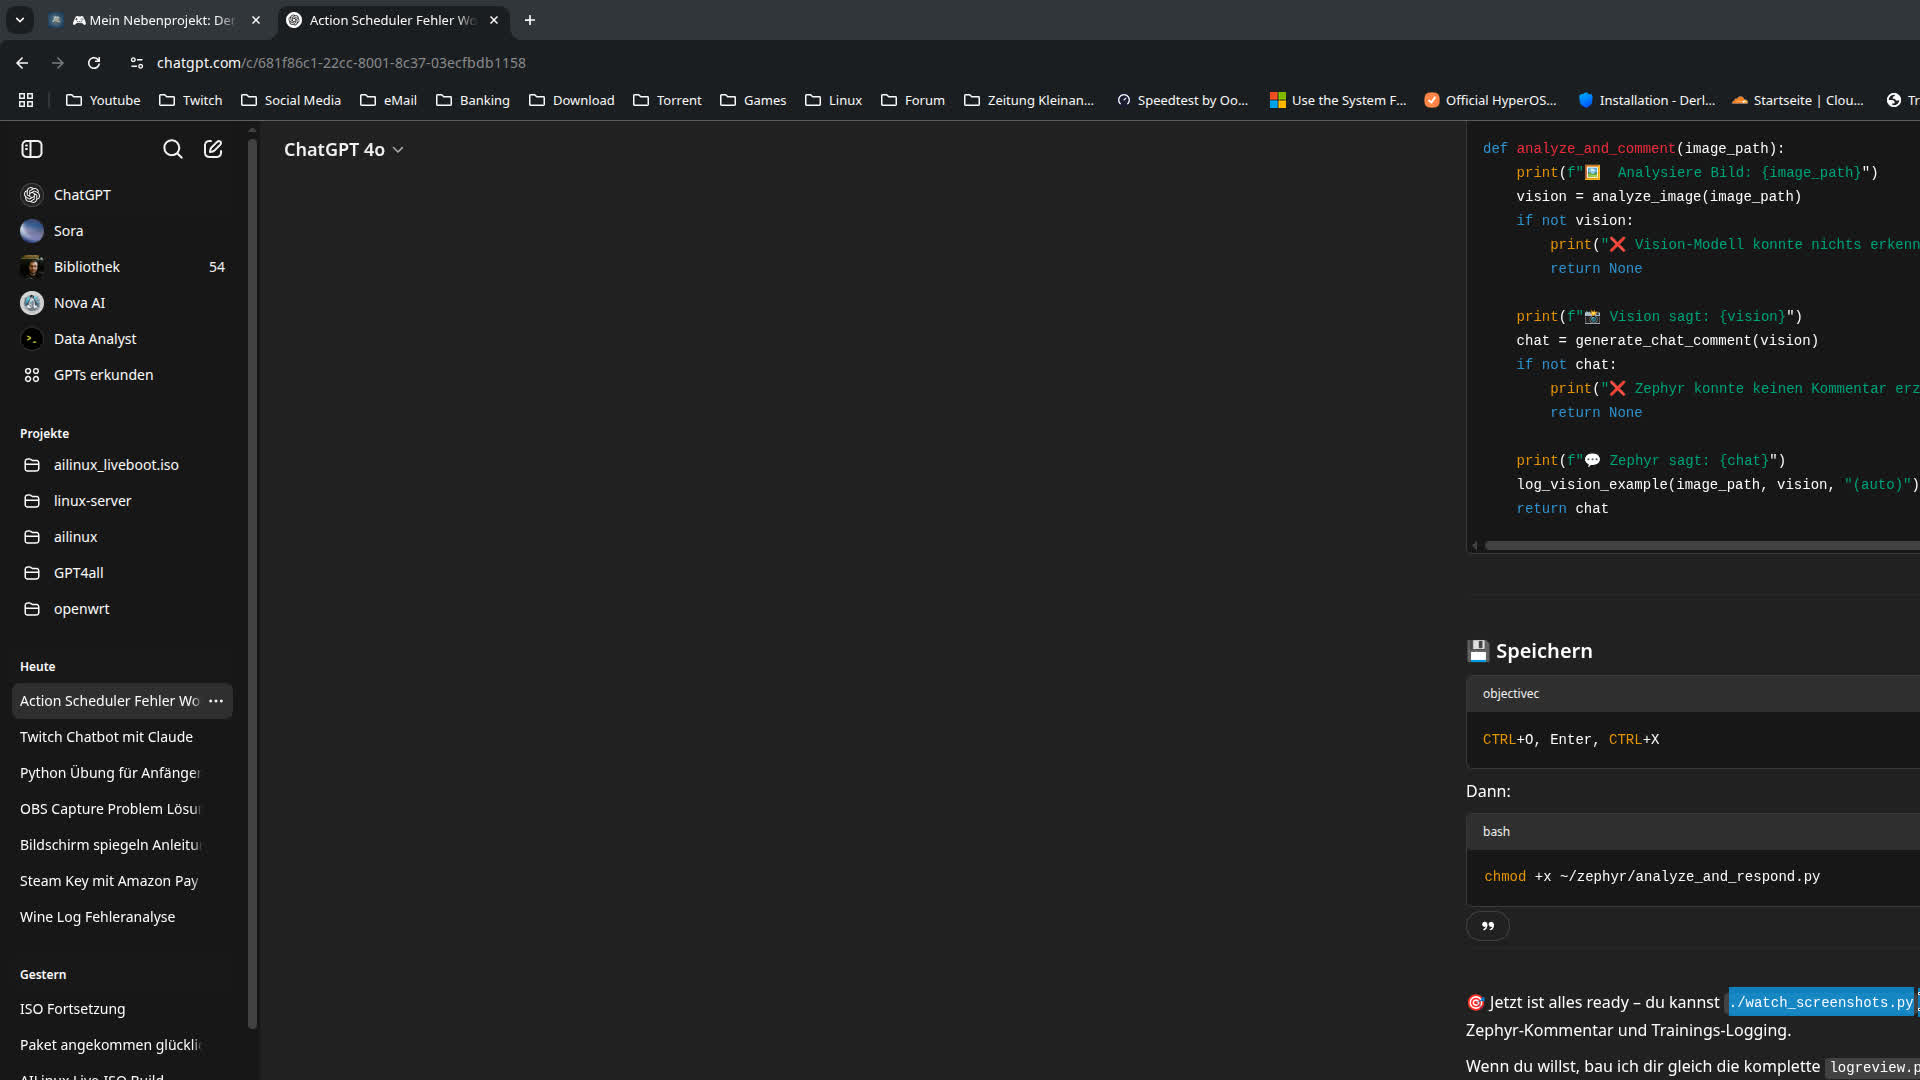 🎮 Mein Nebenprojekt: De
Action Scheduler Fehler Wo
chatgpt.com/c/681f86c1-22cc-8001-8c37-03ecfbdb1158
Youtube
Twitch
Social Media
eMail
Banking
Download
Torrent
Games
Linux
Forum
Zeitung Kleinan...
Speedtest by Oo...
Use the System F...
Official HyperOS...
Installation - Derl...
Startseite | Clou...
Tr
ChatGPT
Sora
Bibliothek 54
Nova AI
Data Analyst
GPTs erkunden
Projekte
ailinux_liveboot.iso
linux-server
ailinux
GPT4all
openwrt
Heute
Action Scheduler Fehler Wo
Twitch Chatbot mit Claude
Python Übung für Anfänger
OBS Capture Problem Lösu
Bildschirm spiegeln Anleitu
Steam Key mit Amazon Pay
Wine Log Fehleranalyse
Gestern
ISO Fortsetzung
Paket angekommen glückli
AILinux Live ISO Build
ChatGPT 4o
def analyze_and_comment(image_path):
print(f"🖼️ Analysiere Bild: {image_path}")
vision = analyze_image(image_path)
if not vision:
print("❌ Vision-Modell konnte nichts erkenn
return None
print(f"📸 Vision sagt: {vision}")
chat = generate_chat_comment(vision)
if not chat:
print("❌ Zephyr konnte keinen Kommentar erz
return None
print(f"💬 Zephyr sagt: {chat}")
log_vision_example(image_path, vision, "(auto)")
return chat
💾 Speichern
objectivec
CTRL+O, Enter, CTRL+X
Dann:
bash
chmod +x ~/zephyr/analyze_and_respond.py
🎯 Jetzt ist alles ready – du kannst ./watch_screenshots.py
Zephyr-Kommentar und Trainings-Logging.
Wenn du willst, bau ich dir gleich die komplette logreview.p